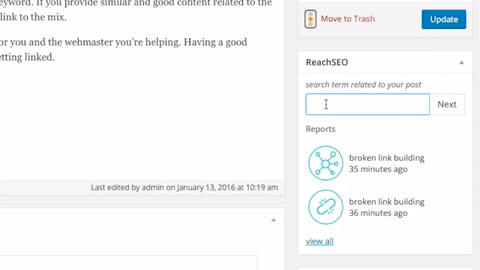 eyword. If you provide similar and good content related to the
link to the mix.
or you and the webmaster you're helping. Having a good
etting linked.
Last edited by admin on January 13, 2016 at 10:19 am
Move to Trash
Update
ReachSEO
search term related to your post
Next
Reports
broken link building
35 minutes ago
broken link building
36 minutes ago
view all